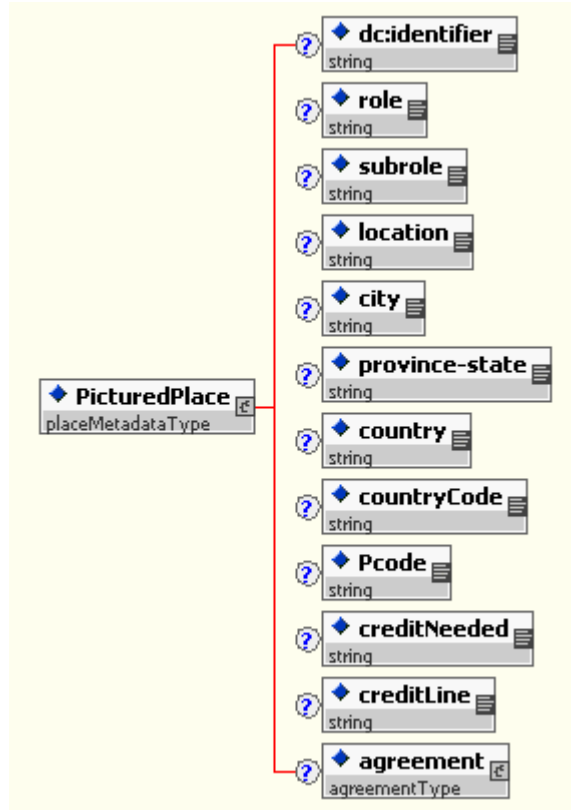 ?
dc:identifier
string
?
role
string
?
subrole
string
?
location
string
?
city
string
?
province-state
string
PicturedPlace
placeMetadataType
?
country
string
?
countryCode
string
?
Pcode
string
?
creditNeeded
string
?
creditLine
string
?
agreement
agreementType